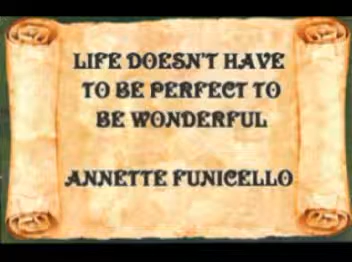 LIFE DOESN'T HAVE
TO BE PERFECT TO
BE WONDERFUL
ANNETTE FUNICELLO